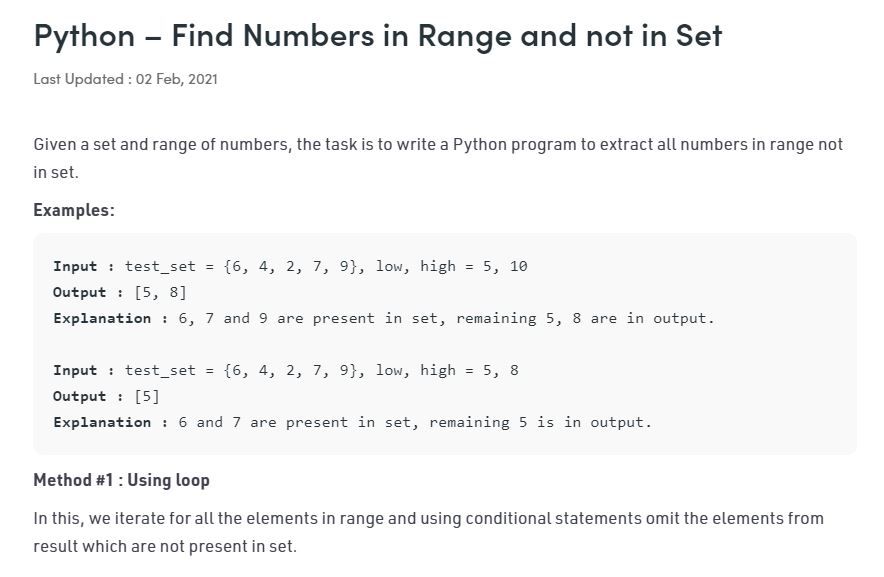 Python – Find Numbers in Range and not in Set
Last Updated : 02 Feb, 2021
Given a set and range of numbers, the task is to write a Python program to extract all numbers in range not
in set.
Examples:
Input : test_set = {6, 4, 2, 7, 9}, low, high = 5, 10
Output : [5, 8]
Explanation : 6, 7 and 9 are present in set, remaining 5, 8 are in output.
Input : test_set = {6, 4, 2, 7, 9}, low, high = 5, 8
Output : [5]
Explanation : 6 and 7 are present in set, remaining 5 is in output.
Method #1 : Using loop
In this, we iterate for all the elements in range and using conditional statements omit the elements from
result which are not present in set.